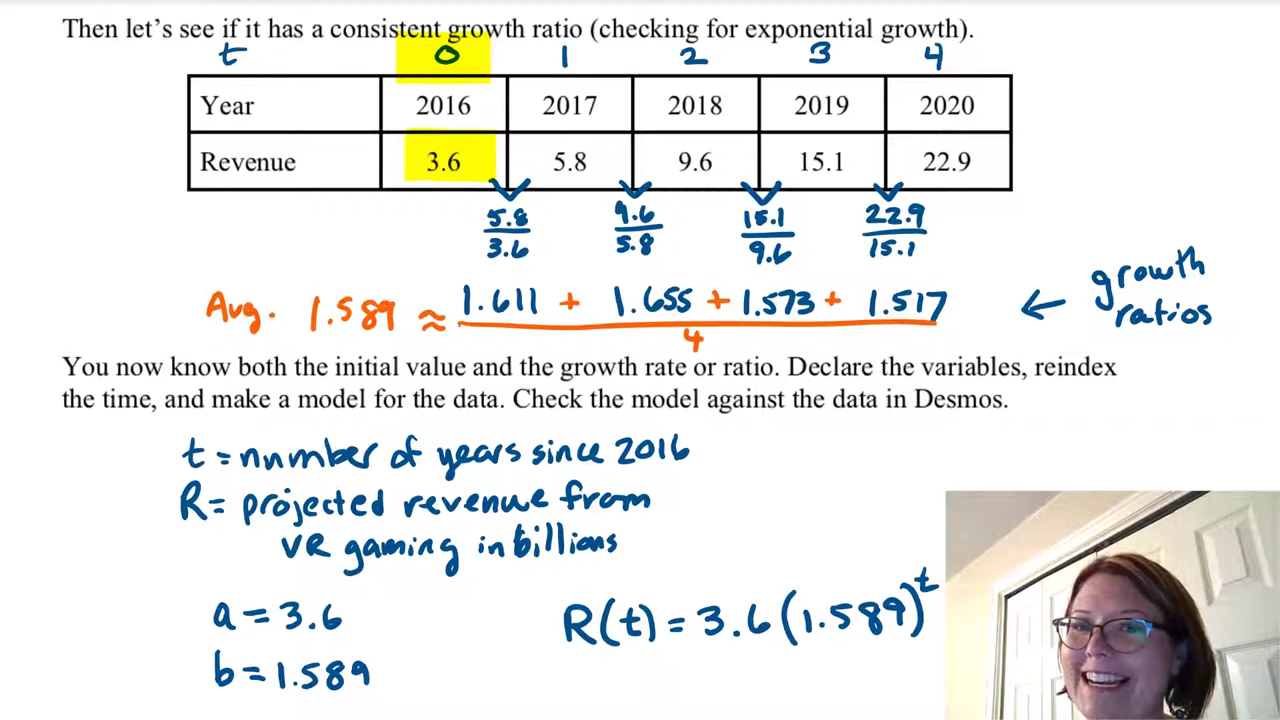 Then let's see if it has a consistent growth ratio (checking for exponential growth).
t 0 1 2 3 4
Year 2016 2017 2018 2019 2020
Revenue 3.6 5.8 9.6 15.1 22.9
5.8 9.6 15.1 22.9
3.6 5.8 9.6 15.1
growth
Avg. 1.589 ≈ 1.611 + 1.655 + 1.573 + 1.517 ← ratios
4
You now know both the initial value and the growth rate or ratio. Declare the variables, reindex
the time, and make a model for the data. Check the model against the data in Desmos.
t = number of years since 2016
R = projected revenue from
VR gaming in billions
a = 3.6
R(t) = 3.6(1.589)^t
b = 1.589